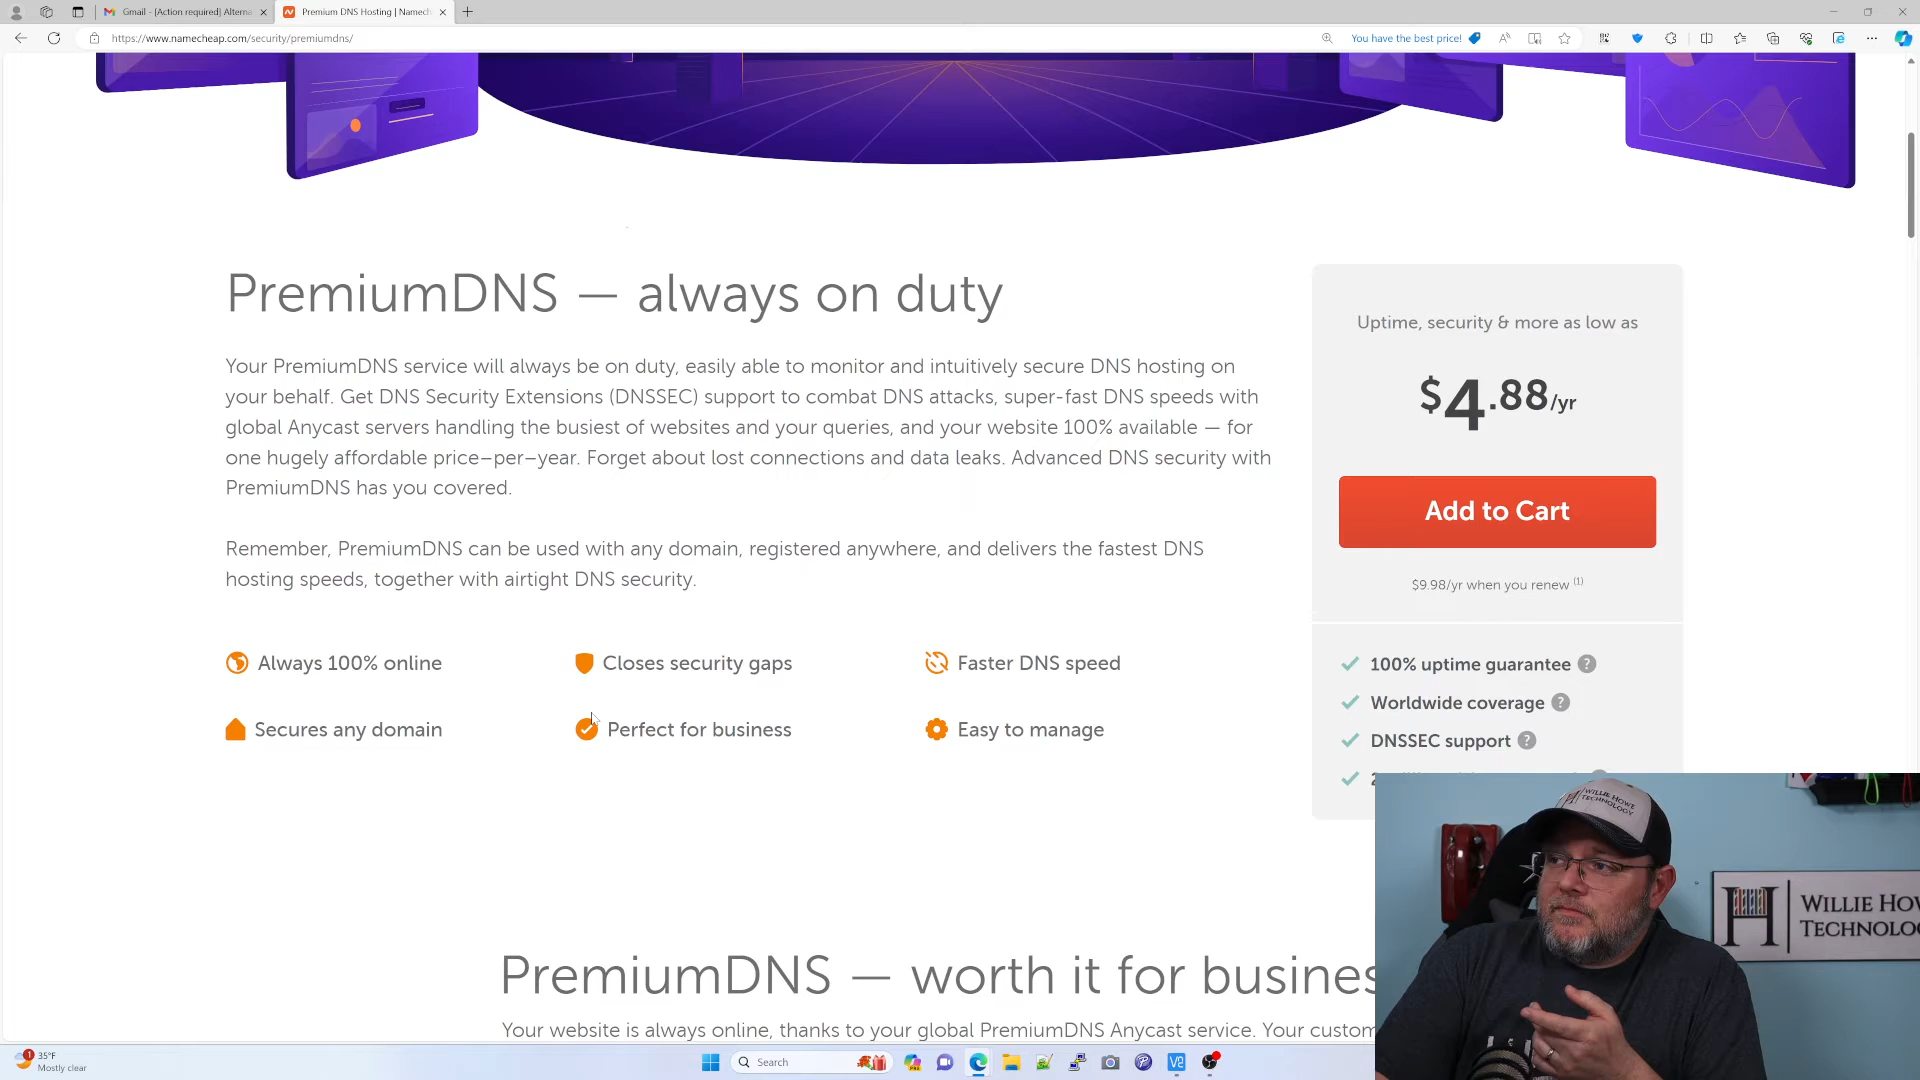 Gmail - [Action required] Alterna
Premium DNS Hosting | Namech
https://www.namecheap.com/security/premiumdns/
You have the best price!
PremiumDNS — always on duty
Your PremiumDNS service will always be on duty, easily able to monitor and intuitively secure DNS hosting on
your behalf. Get DNS Security Extensions (DNSSEC) support to combat DNS attacks, super-fast DNS speeds with
global Anycast servers handling the busiest of websites and your queries, and your website 100% available — for
one hugely affordable price–per–year. Forget about lost connections and data leaks. Advanced DNS security with
PremiumDNS has you covered.
Remember, PremiumDNS can be used with any domain, registered anywhere, and delivers the fastest DNS
hosting speeds, together with airtight DNS security.
Always 100% online
Closes security gaps
Faster DNS speed
Secures any domain
Perfect for business
Easy to manage
Uptime, security & more as low as
$4.88/yr
Add to Cart
$9.98/yr when you renew (1)
100% uptime guarantee ?
Worldwide coverage ?
DNSSEC support ?
PremiumDNS — worth it for busines
Your website is always online, thanks to your global PremiumDNS Anycast service. Your custom
WILLIE HOWE
TECHNOLOGY
WILLIE HOW
TECHNOLO
1
35°F
Mostly clear
Search